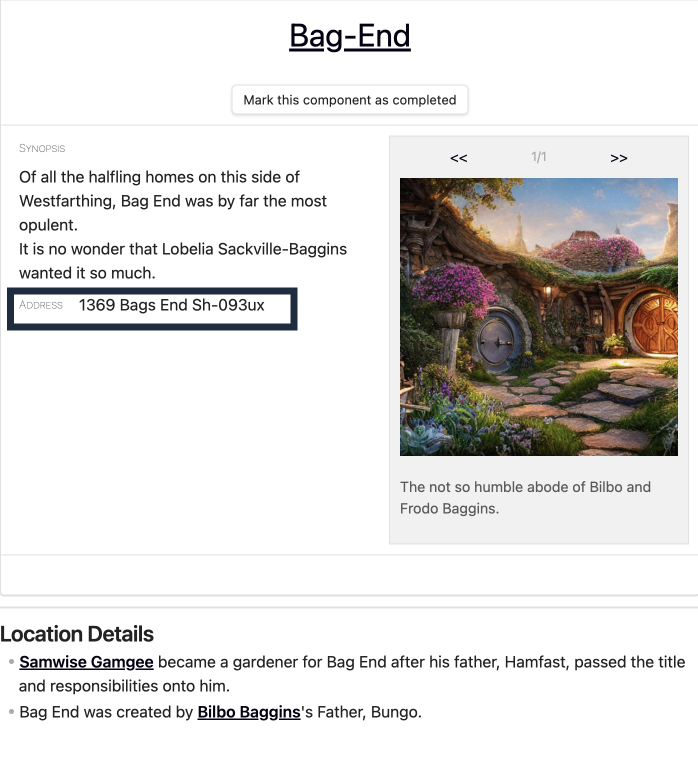 Bag-End
Mark this component as completed
Synopsis
Of all the halfling homes on this side of
Westfarthing, Bag End was by far the most
opulent.
It is no wonder that Lobelia Sackville-Baggins
wanted it so much.
Address 1369 Bags End Sh-093ux
<< 1/1 >>
The not so humble abode of Bilbo and
Frodo Baggins.
Location Details
Samwise Gamgee became a gardener for Bag End after his father, Hamfast, passed the title
and responsibilities onto him.
Bag End was created by Bilbo Baggins's Father, Bungo.